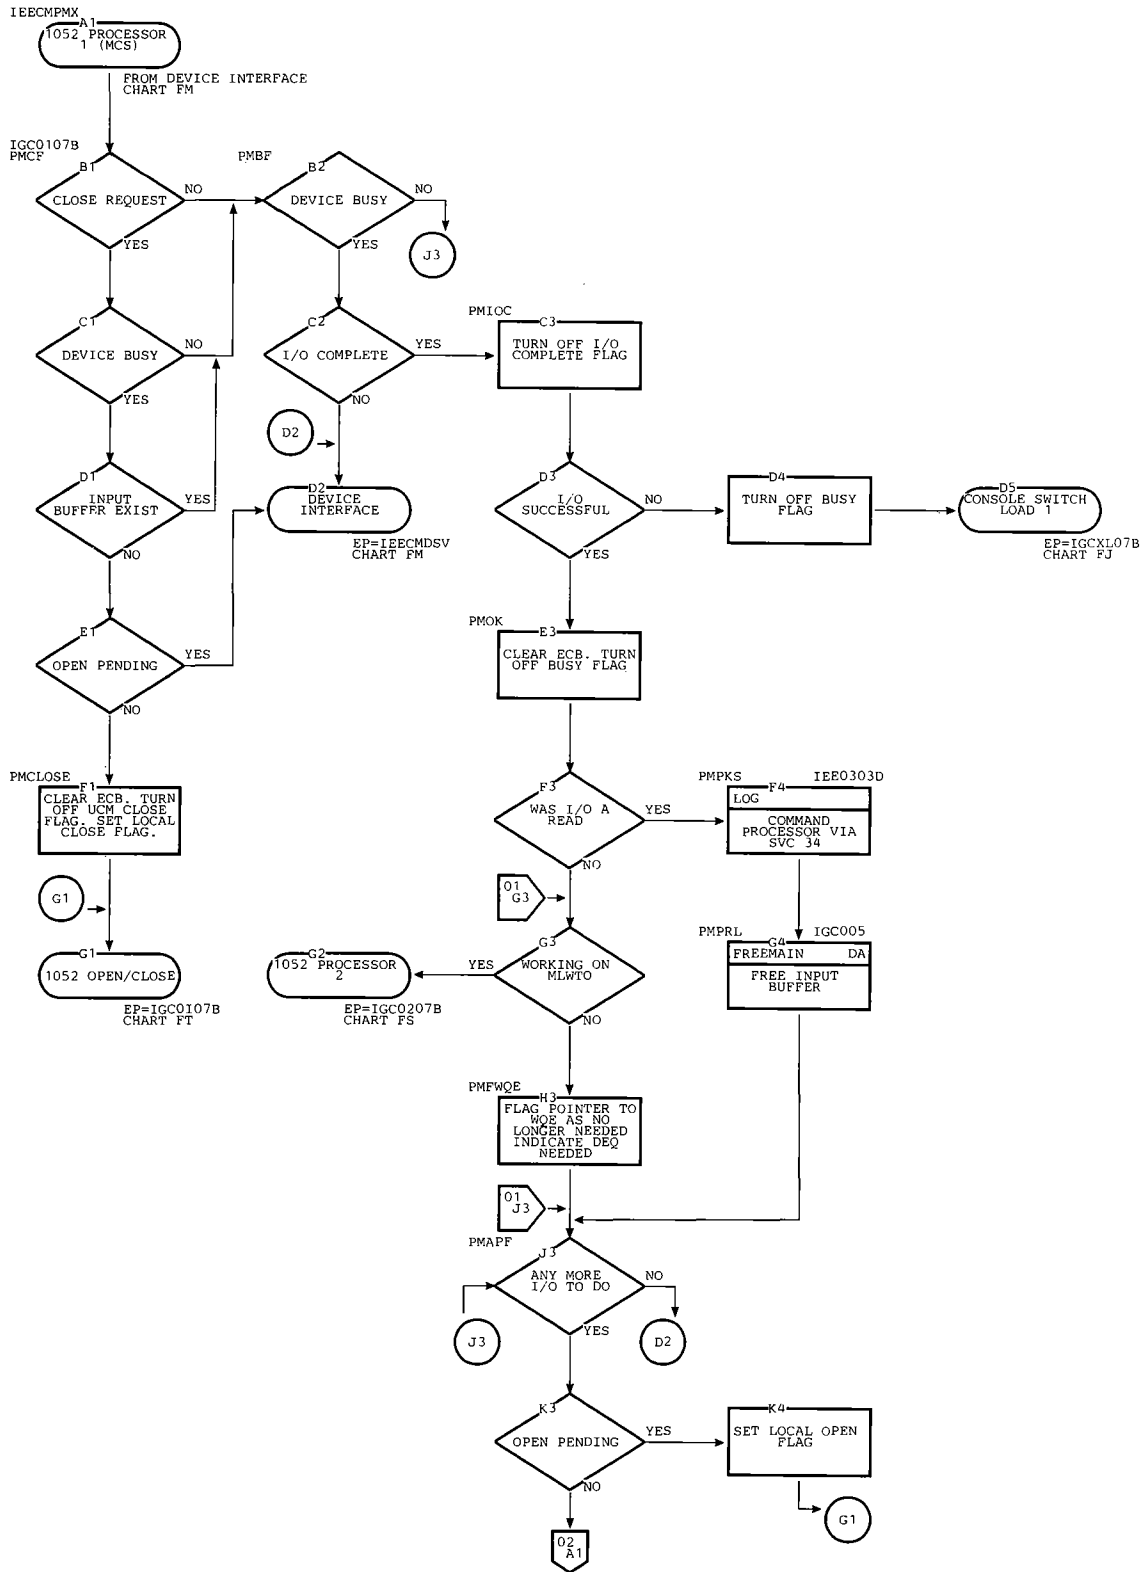 IEECMPMX
A1
1052 PROCESSOR
1 (MCS)
FROM DEVICE INTERFACE
CHART FM
IGC0107B
PMCF
B1
CLOSE REQUEST
NO
YES
PMBF
B2
DEVICE BUSY
NO
YES
J3
C1
DEVICE BUSY
NO
YES
C2
I/O COMPLETE
YES
NO
PMIOC
C3
TURN OFF I/O
COMPLETE FLAG
D2
D1
INPUT
BUFFER EXIST
YES
NO
D2
DEVICE
INTERFACE
EP=IEECMDSV
CHART FM
D3
I/O
SUCCESSFUL
NO
YES
D4
TURN OFF BUSY
FLAG
D5
CONSOLE SWITCH
LOAD 1
EP=IGCXL07B
CHART FJ
E1
OPEN PENDING
YES
NO
PMOK
E3
CLEAR ECB. TURN
OFF BUSY FLAG
PMCLOSE
F1
CLEAR ECB. TURN
OFF UCM CLOSE
FLAG. SET LOCAL
CLOSE FLAG.
F3
WAS I/O A
READ
YES
NO
PMPKS
IEE0303D
F4
LOG
COMMAND
PROCESSOR VIA
SVC 34
G1
01
G3
G1
1052 OPEN/CLOSE
EP=IGC0I07B
CHART FT
G2
1052 PROCESSOR
2
EP=IGC0207B
CHART FS
G3
YES
WORKING ON
MLWTO
NO
PMPRL
IGC005
G4
FREEMAIN
DA
FREE INPUT
BUFFER
PMFWQE
H3
FLAG POINTER TO
WQE AS NO
LONGER NEEDED
INDICATE DEQ
NEEDED
01
J3
PMAPF
J3
ANY MORE
I/O TO DO
NO
YES
J3
D2
K3
OPEN PENDING
YES
NO
K4
SET LOCAL OPEN
FLAG
G1
02
A1